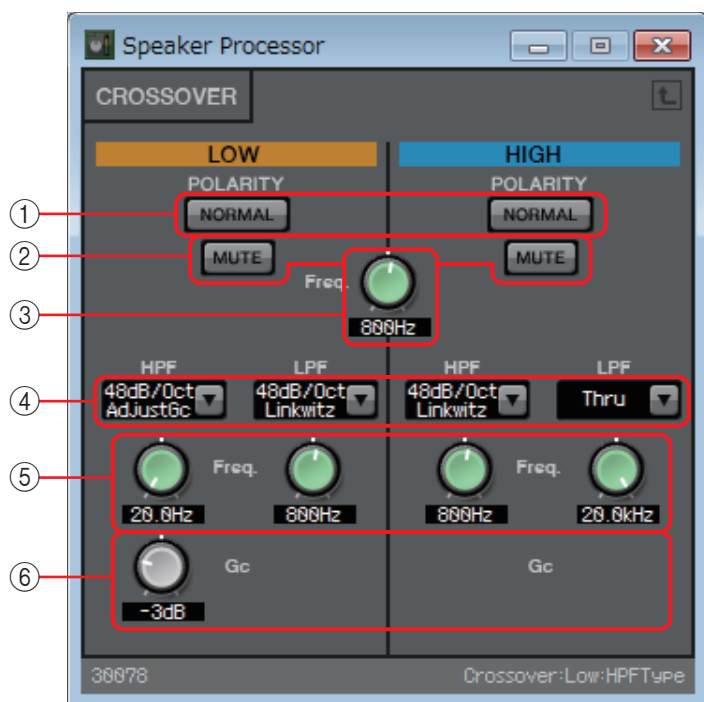 Speaker Processor
CROSSOVER
LOW HIGH
POLARITY POLARITY
① NORMAL NORMAL
② MUTE MUTE
Freq.
③ 800Hz
HPF LPF HPF LPF
④ 48dB/Oct AdjustGc 48dB/Oct Linkwitz 48dB/Oct Linkwitz Thru
⑤ Freq. Freq.
20.0Hz 800Hz 800Hz 20.0kHz
⑥ Gc Gc
-3dB
30078 Crossover:Low:HPFType